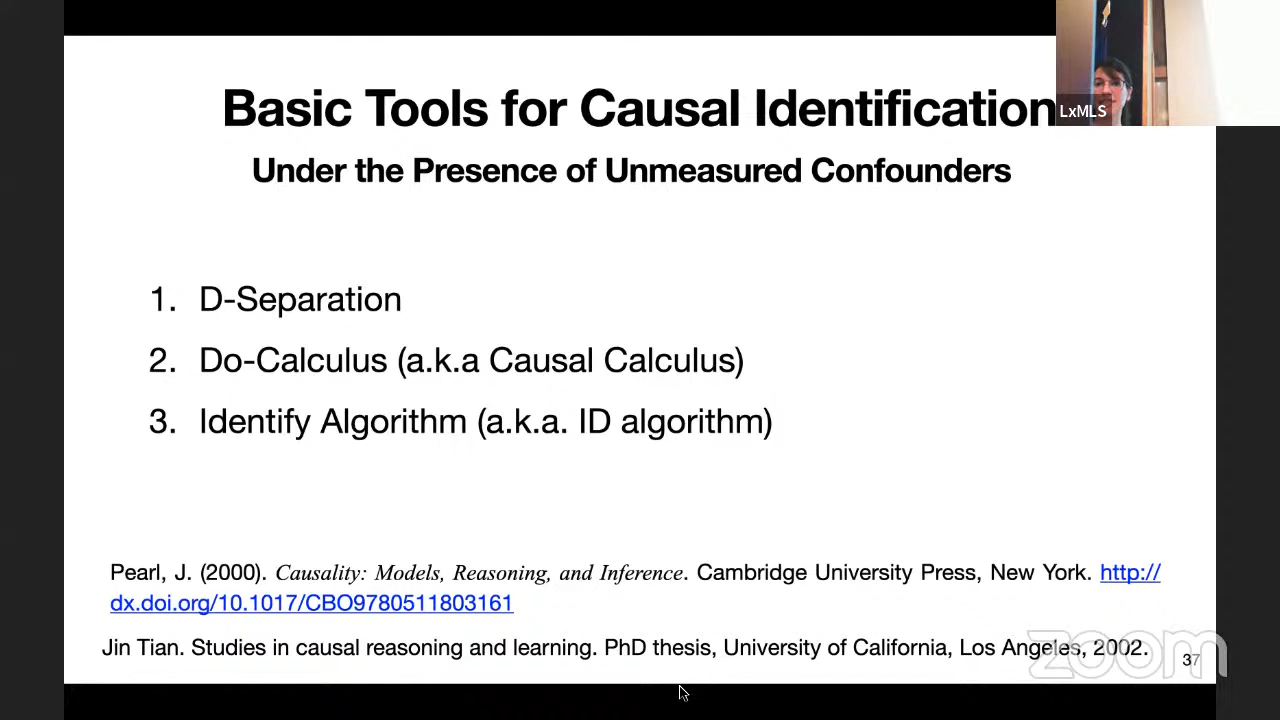 Basic Tools for Causal Identification
Under the Presence of Unmeasured Confounders
LxMLS
1. D-Separation
2. Do-Calculus (a.k.a Causal Calculus)
3. Identify Algorithm (a.k.a. ID algorithm)
Pearl, J. (2000). Causality: Models, Reasoning, and Inference. Cambridge University Press, New York. http://
dx.doi.org/10.1017/CBO9780511803161
Jin Tian. Studies in causal reasoning and learning. PhD thesis, University of California, Los Angeles, 2002.
zoom
37